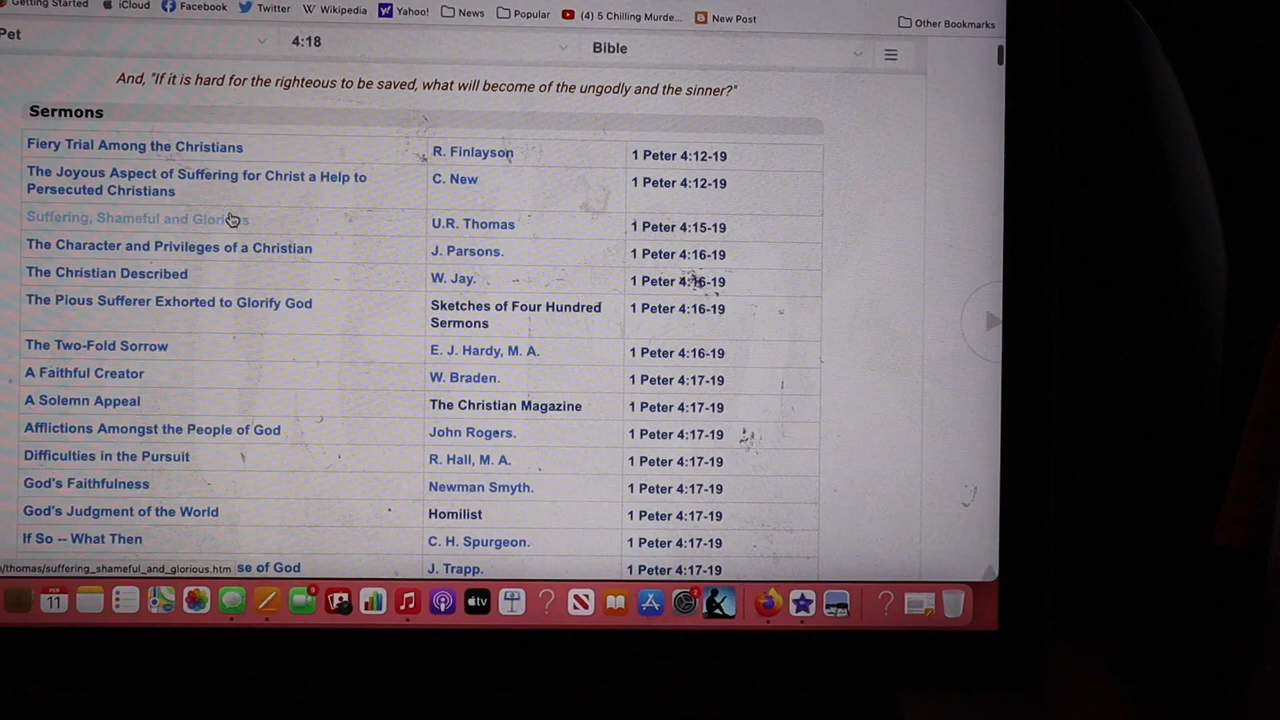 Getting Started iCloud Facebook Twitter Wikipedia Yahoo! News Popular (4) 5 Chilling Murde... New Post Other Bookmarks
Pet 4:18 Bible
And, "If it is hard for the righteous to be saved, what will become of the ungodly and the sinner?"
Sermons
Fiery Trial Among the Christians R. Finlayson 1 Peter 4:12-19
The Joyous Aspect of Suffering for Christ a Help to C. New 1 Peter 4:12-19
Persecuted Christians
Suffering, Shameful and Glorious U.R. Thomas 1 Peter 4:15-19
The Character and Privileges of a Christian J. Parsons. 1 Peter 4:16-19
The Christian Described W. Jay. 1 Peter 4:16-19
The Pious Sufferer Exhorted to Glorify God Sketches of Four Hundred 1 Peter 4:16-19
Sermons
The Two-Fold Sorrow E. J. Hardy, M. A. 1 Peter 4:16-19
A Faithful Creator W. Braden. 1 Peter 4:17-19
A Solemn Appeal The Christian Magazine 1 Peter 4:17-19
Afflictions Amongst the People of God John Rogers. 1 Peter 4:17-19
Difficulties in the Pursuit R. Hall, M. A. 1 Peter 4:17-19
God's Faithfulness Newman Smyth. 1 Peter 4:17-19
God's Judgment of the World Homilist 1 Peter 4:17-19
If So -- What Then C. H. Spurgeon. 1 Peter 4:17-19
/thomas/suffering_shameful_and_glorious.htm se of God J. Trapp. 1 Peter 4:17-19
FEB
11
tv